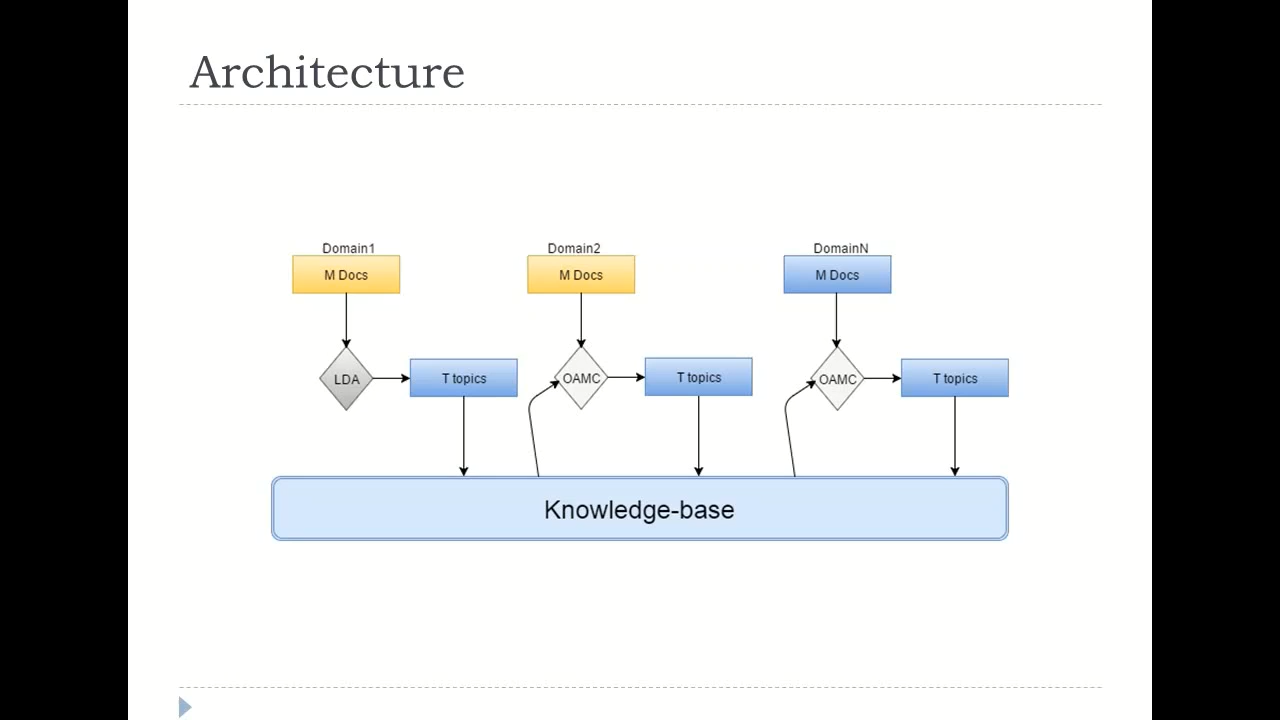 Architecture
Domain1
Domain2
DomainN
M Docs
M Docs
M Docs
LDA
T topics
OAMC
T topics
OAMC
T topics
Knowledge-base